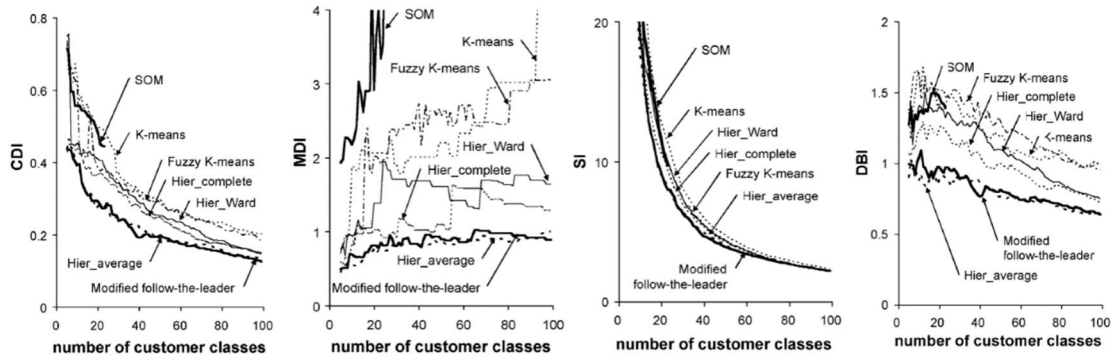 0.8
0.6
0.4
0.2
0
CDI
SOM
K-means
Fuzzy K-means
Hier_complete
Hier_Ward
Hier_average
Modified follow-the-leader
0 20 40 60 80 100
number of customer classes
4
3
2
1
0
MDI
SOM
K-means
Fuzzy K-means
Hier_Ward
Hier_complete
Hier_average
Modified follow-the-leader
0 20 40 60 80 100
number of customer classes
20
10
0
SI
SOM
K-means
Hier_Ward
Hier_complete
Fuzzy K-means
Hier_average
Modified
follow-the-leader
0 20 40 60 80 100
number of customer classes
2
1.5
1
0.5
0
DBI
SOM
Fuzzy K-means
Hier_complete
Hier_Ward
K-means
Modified
follow-the-leader
Hier_average
0 20 40 60 80 100
number of customer classes